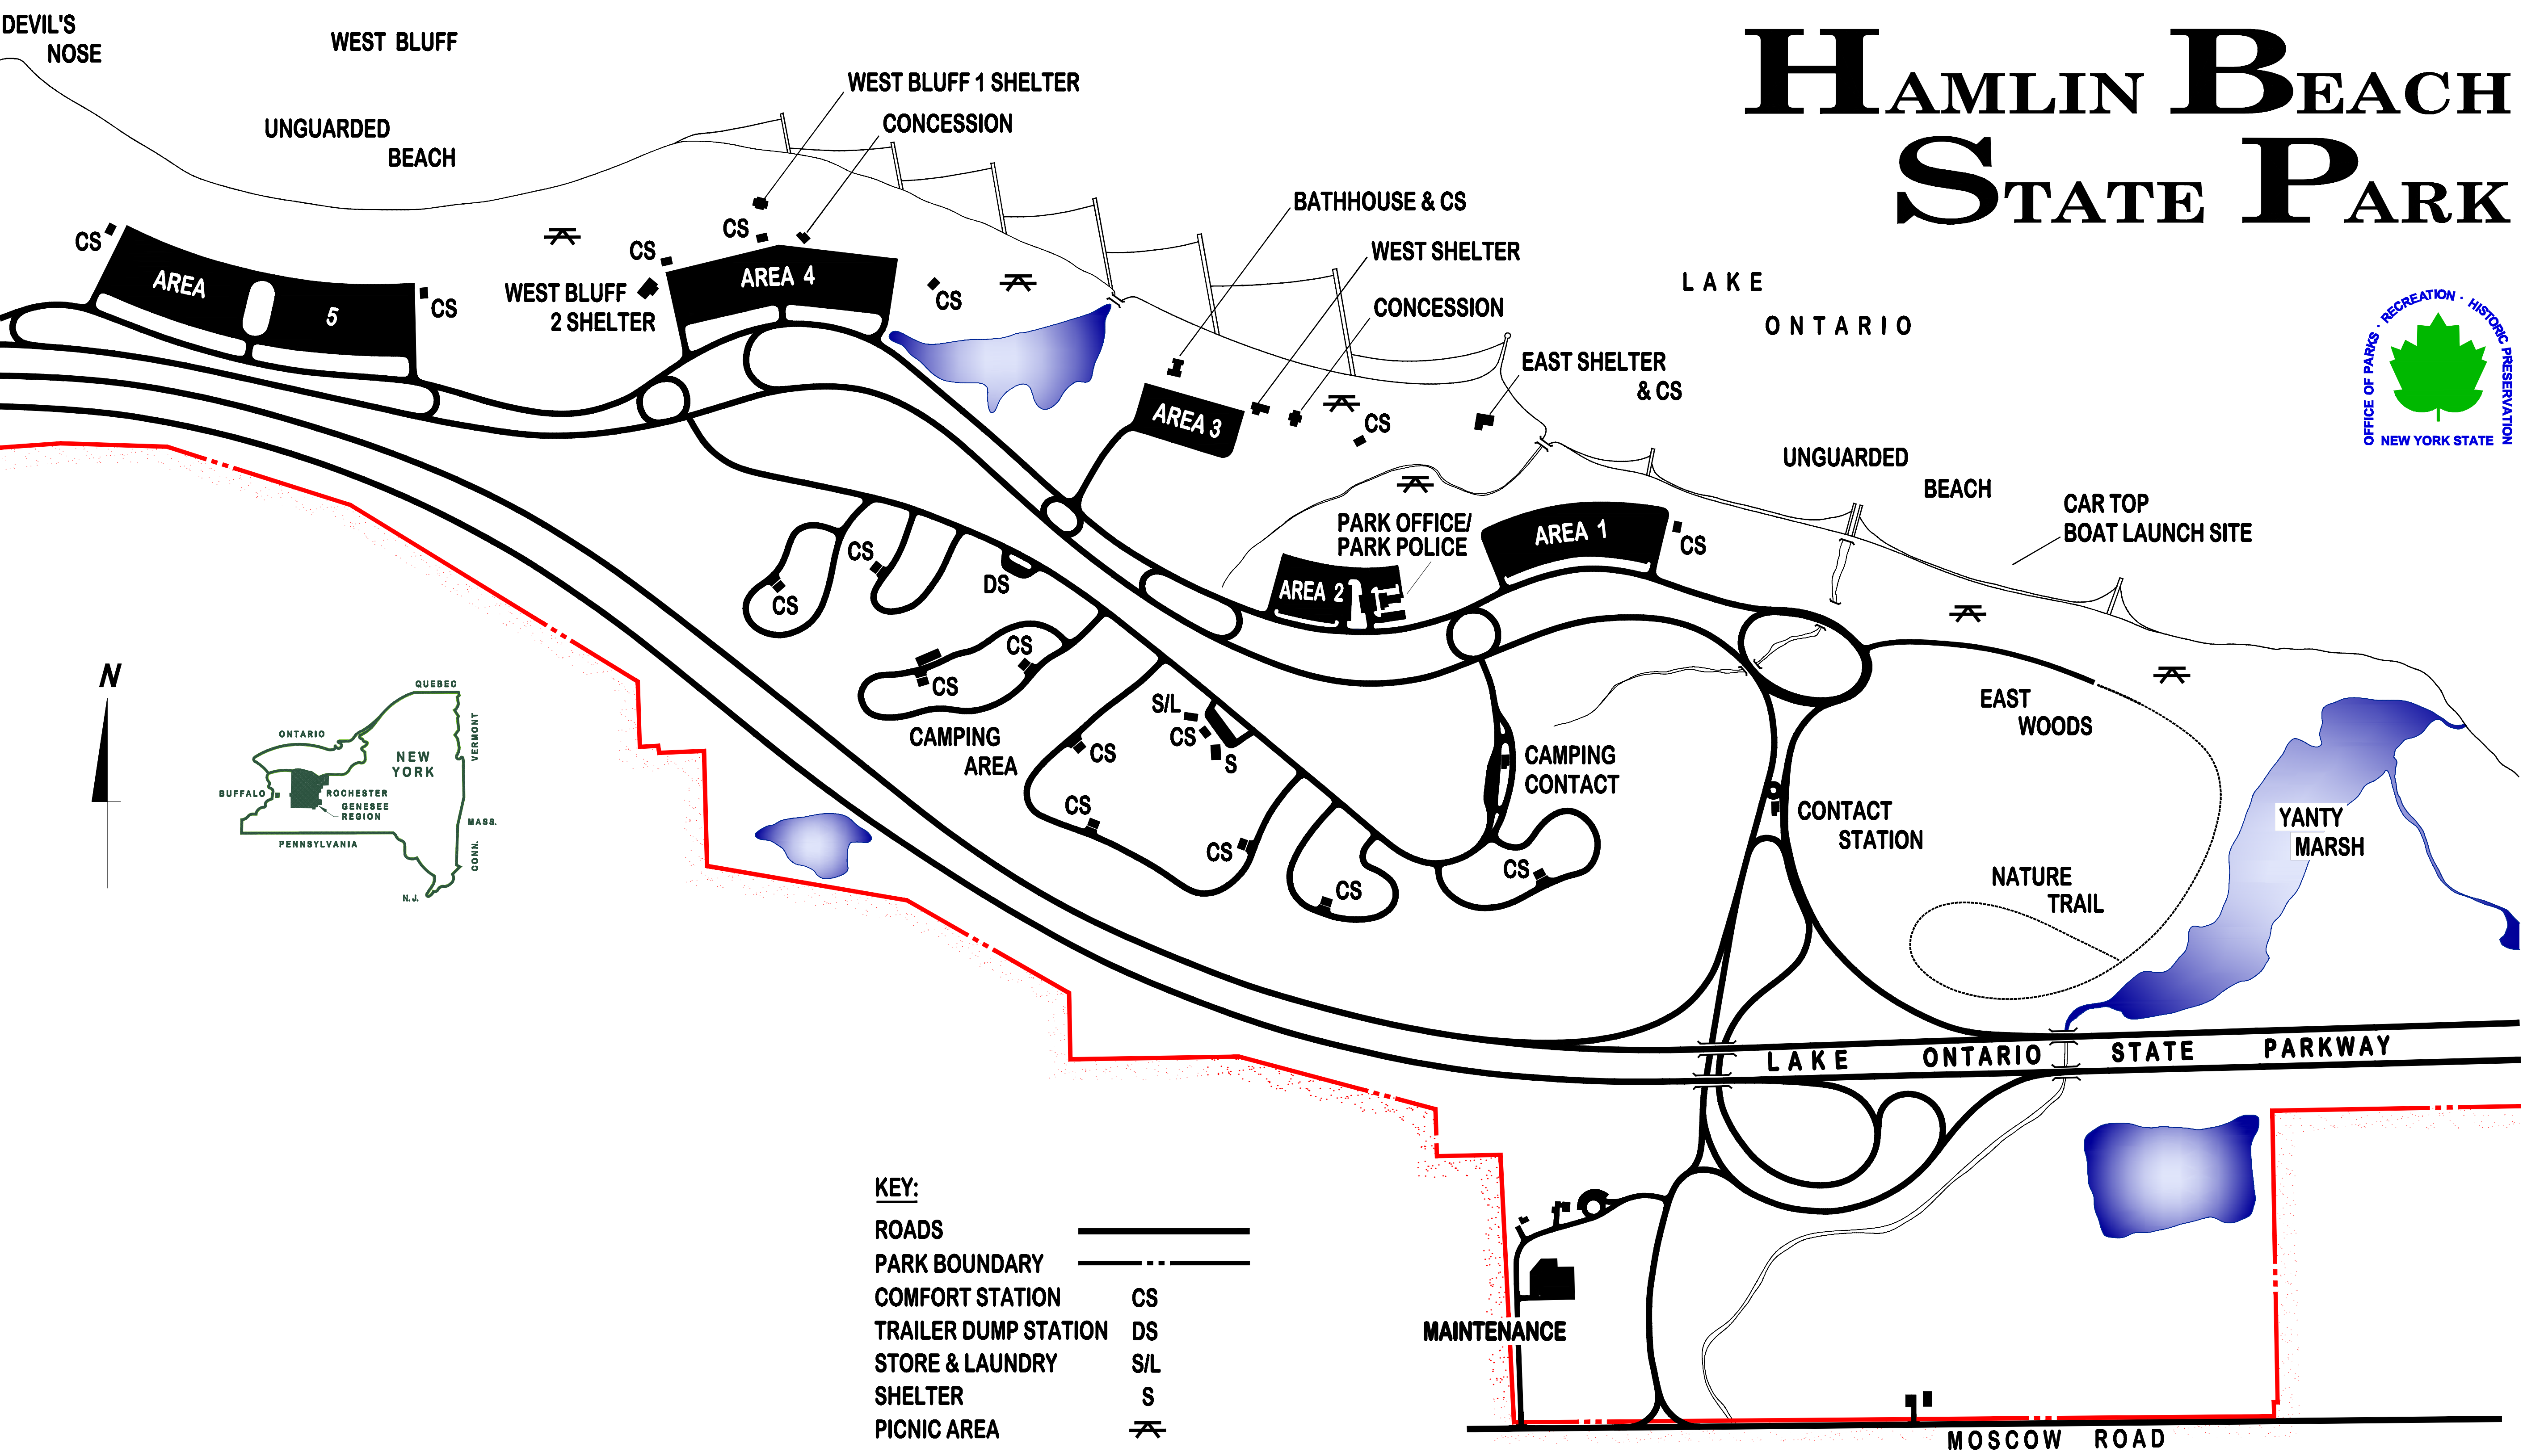 DEVIL'S
NOSE
WEST BLUFF
UNGUARDED
BEACH
WEST BLUFF 1 SHELTER
CONCESSION
HAMLIN BEACH
STATE PARK
BATHHOUSE & CS
WEST SHELTER
CONCESSION
LAKE
ONTARIO
EAST SHELTER
& CS
OFFICE OF PARKS · RECREATION · HISTORIC PRESERVATION
NEW YORK STATE
CS
AREA 5
CS
CS
WEST BLUFF
2 SHELTER
CS
AREA 4
CS
AREA 3
CS
UNGUARDED
BEACH
CAR TOP
BOAT LAUNCH SITE
PARK OFFICE/
PARK POLICE
AREA 2
AREA 1
CS
CS
CS
DS
CS
CS
CAMPING
AREA
S/L
CS
S
CS
CS
CS
CS
CS
CAMPING
CONTACT
CONTACT
STATION
EAST
WOODS
NATURE
TRAIL
YANTY
MARSH
N
QUEBEC
ONTARIO
VERMONT
NEW
YORK
BUFFALO
ROCHESTER
GENESEE
REGION
MASS.
CONN.
PENNSYLVANIA
N.J.
LAKE ONTARIO STATE PARKWAY
KEY:
ROADS
PARK BOUNDARY
COMFORT STATION CS
TRAILER DUMP STATION DS
STORE & LAUNDRY S/L
SHELTER S
PICNIC AREA
MAINTENANCE
MOSCOW ROAD